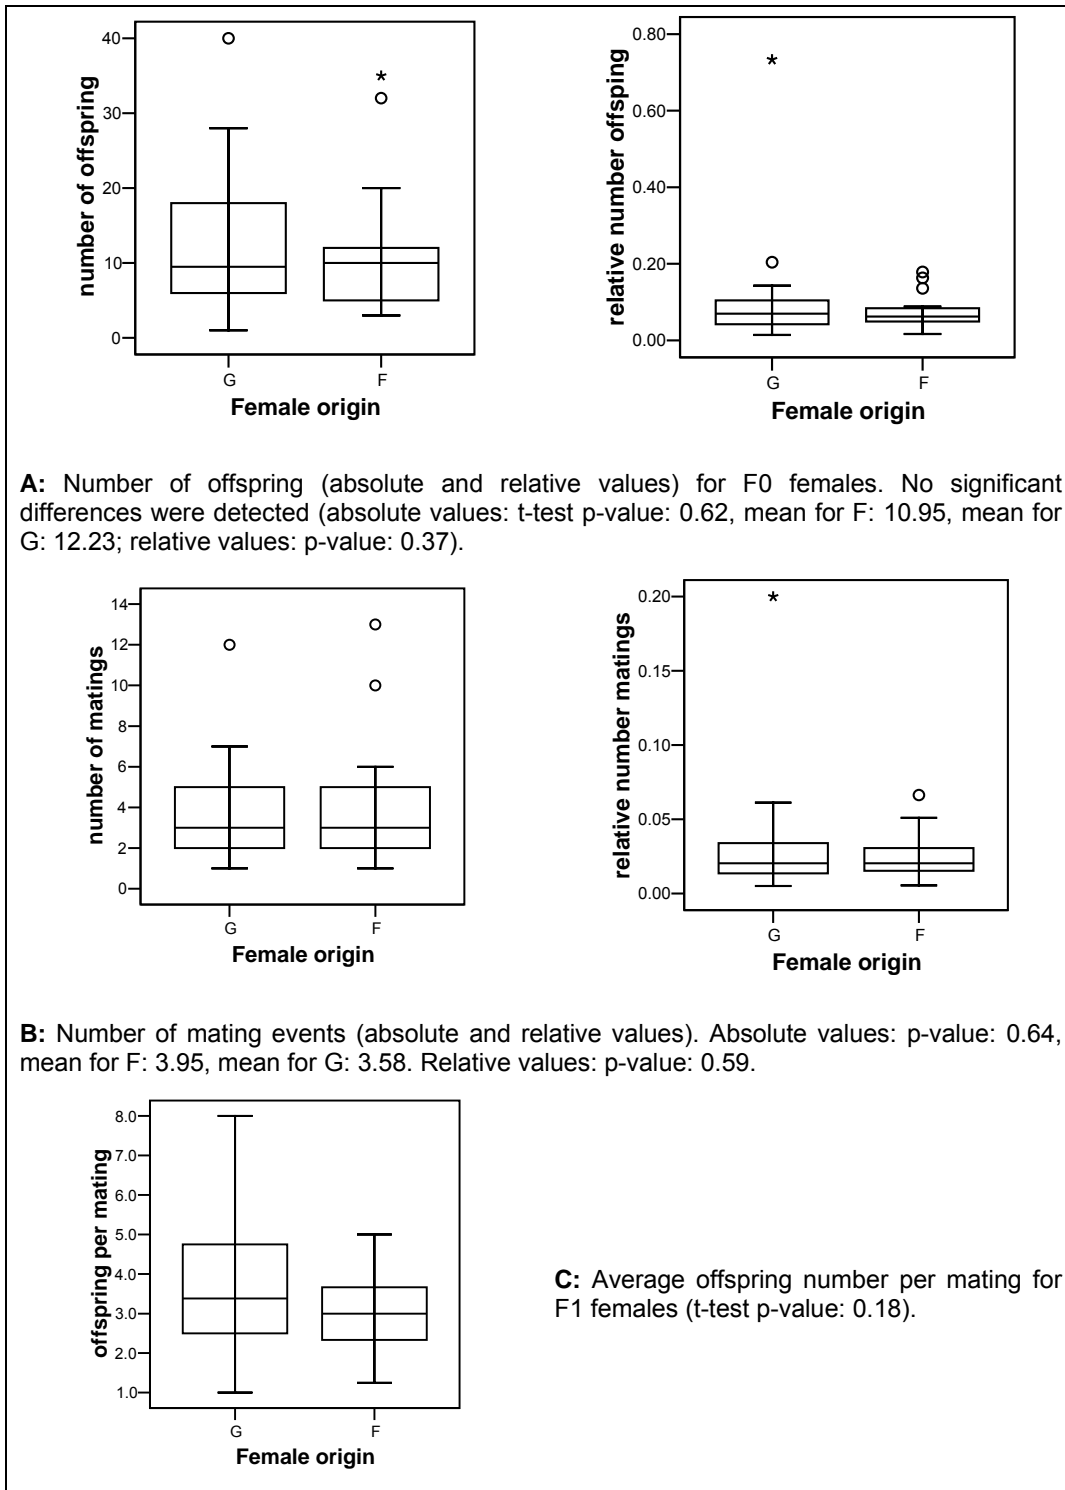 40
30
20
10
0
number of offspring
G F
Female origin
0.80
0.60
0.40
0.20
0.00
relative number offsping
G F
Female origin
A: Number of offspring (absolute and relative values) for F0 females. No significant
differences were detected (absolute values: t-test p-value: 0.62, mean for F: 10.95, mean for
G: 12.23; relative values: p-value: 0.37).
14
12
10
8
6
4
2
0
number of matings
G F
Female origin
0.20
0.15
0.10
0.05
0.00
relative number matings
G F
Female origin
B: Number of mating events (absolute and relative values). Absolute values: p-value: 0.64,
mean for F: 3.95, mean for G: 3.58. Relative values: p-value: 0.59.
8.0
7.0
6.0
5.0
4.0
3.0
2.0
1.0
offspring per mating
G F
Female origin
C: Average offspring number per mating for
F1 females (t-test p-value: 0.18).